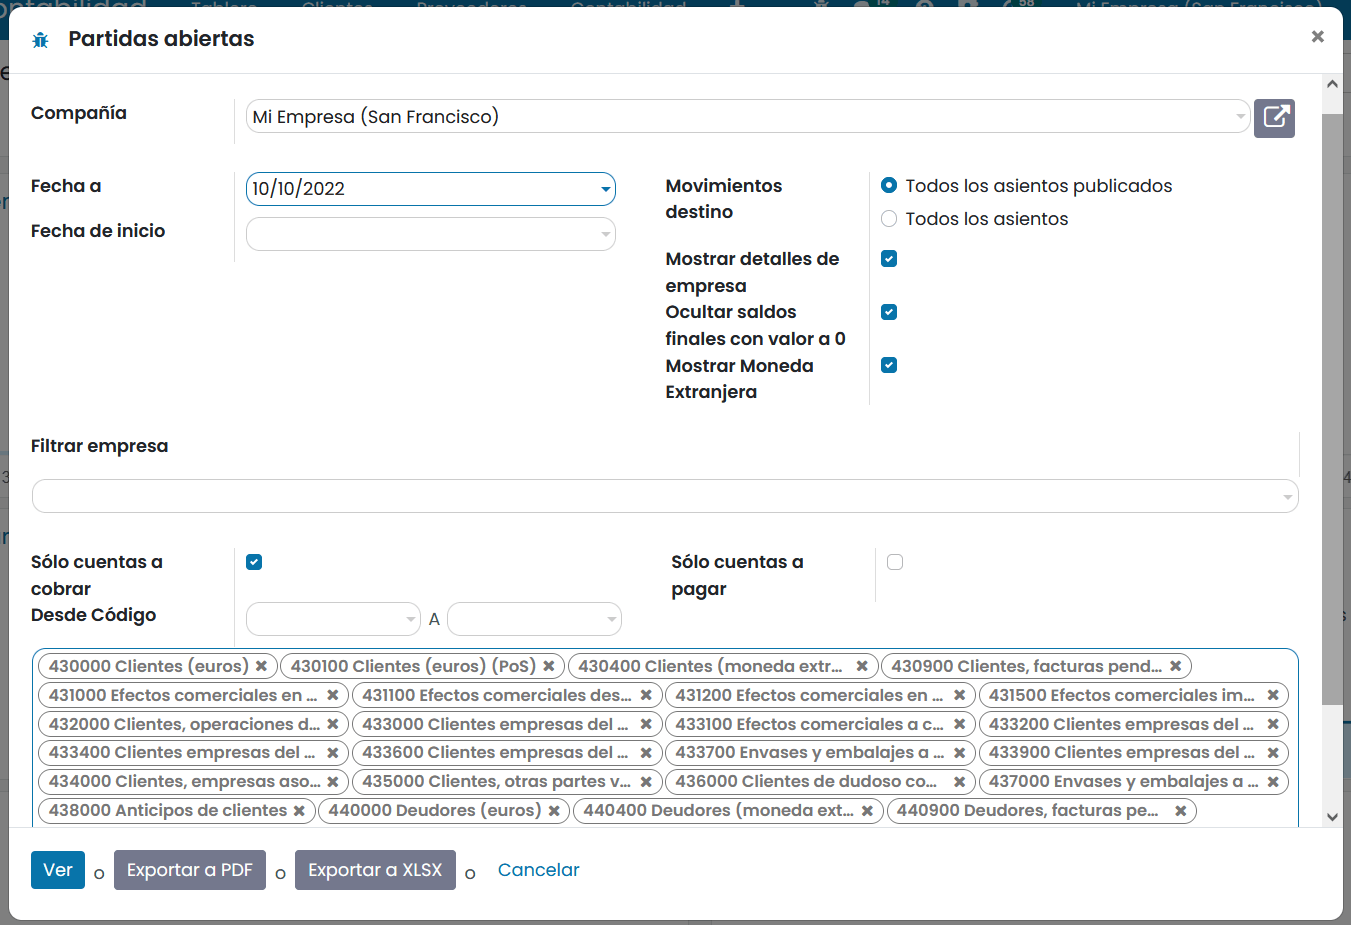 Partidas abiertas
Compañía
Mi Empresa (San Francisco)
Fecha a
10/10/2022
Fecha de inicio
Movimientos destino
Todos los asientos publicados
Todos los asientos
Mostrar detalles de empresa
Ocultar saldos finales con valor a 0
Mostrar Moneda Extranjera
Filtrar empresa
Sólo cuentas a cobrar
Sólo cuentas a pagar
Desde Código
A
430000 Clientes (euros) 430100 Clientes (euros) (PoS) 430400 Clientes (moneda extr... 430900 Clientes, facturas pend...
431000 Efectos comerciales en ... 431100 Efectos comerciales des... 431200 Efectos comerciales en ... 431500 Efectos comerciales im...
432000 Clientes, operaciones d... 433000 Clientes empresas del ... 433100 Efectos comerciales a c... 433200 Clientes empresas del ...
433400 Clientes empresas del ... 433600 Clientes empresas del ... 433700 Envases y embalajes a ... 433900 Clientes empresas del ...
434000 Clientes, empresas aso... 435000 Clientes, otras partes v... 436000 Clientes de dudoso co... 437000 Envases y embalajes a ...
438000 Anticipos de clientes 440000 Deudores (euros) 440400 Deudores (moneda ext... 440900 Deudores, facturas pe...
Ver o Exportar a PDF o Exportar a XLSX o Cancelar